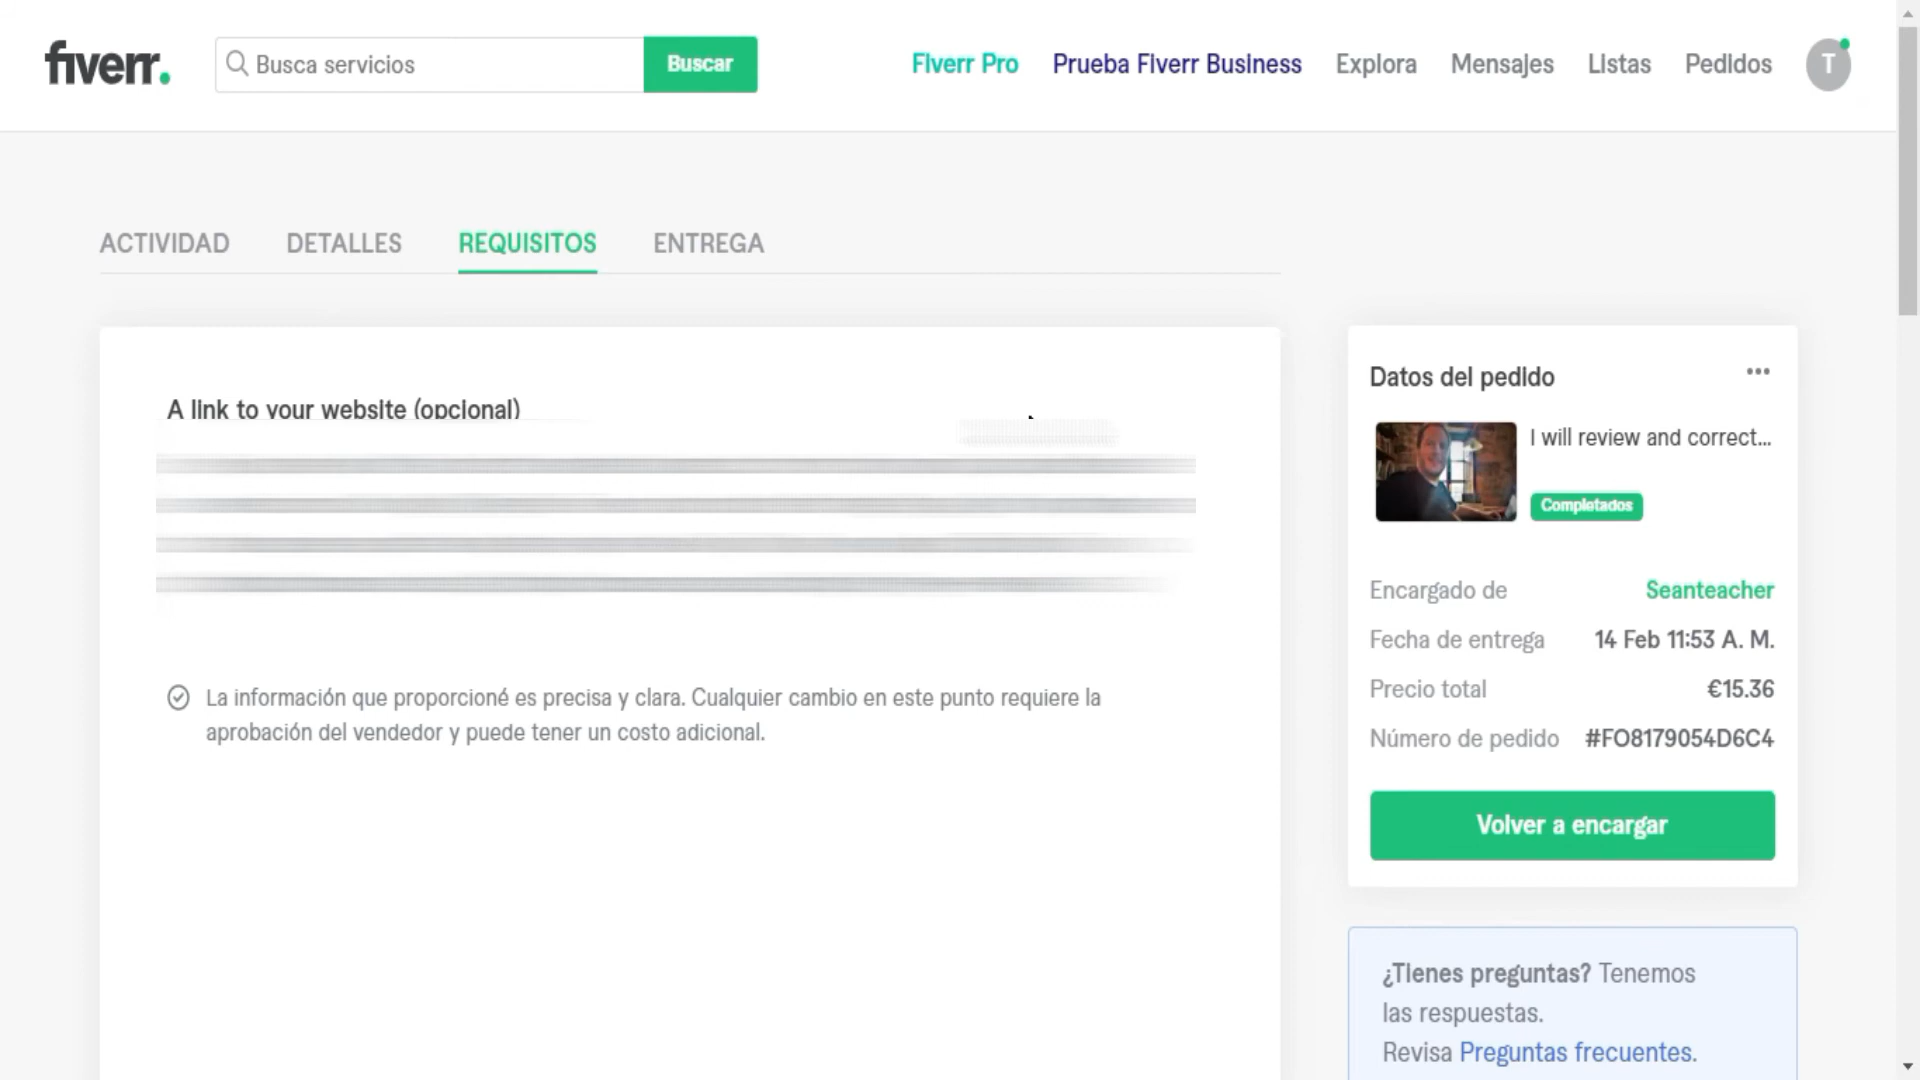 fiverr.
Busca servicios
Buscar
Fiverr Pro
Prueba Fiverr Business
Explora
Mensajes
Listas
Pedidos
T
ACTIVIDAD
DETALLES
REQUISITOS
ENTREGA
A link to your website (opcional)
La información que proporcioné es precisa y clara. Cualquier cambio en este punto requiere la
aprobación del vendedor y puede tener un costo adicional.
Datos del pedido
I will review and correct...
Completados
Encargado de
Seanteacher
Fecha de entrega
14 Feb 11:53 A. M.
Precio total
€15.36
Número de pedido
#FO8179054D6C4
Volver a encargar
¿Tienes preguntas? Tenemos
las respuestas.
Revisa Preguntas frecuentes.